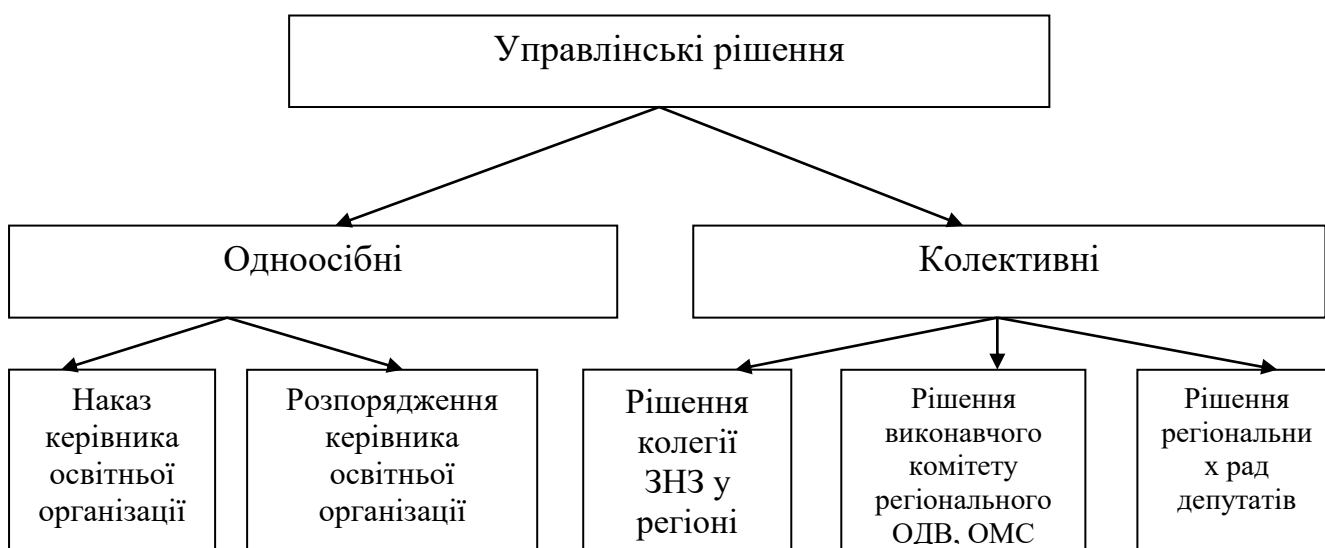 Управлінські рішення
Одноосібні
Колективні
Наказ
керівника
освітньої
організації
Розпорядження
керівника
освітньої
організації
Рішення
колегії
ЗНЗ у
регіоні
Рішення
виконавчого
комітету
регіонального
ОДВ, ОМС
Рішення
регіональни
х рад
депутатів